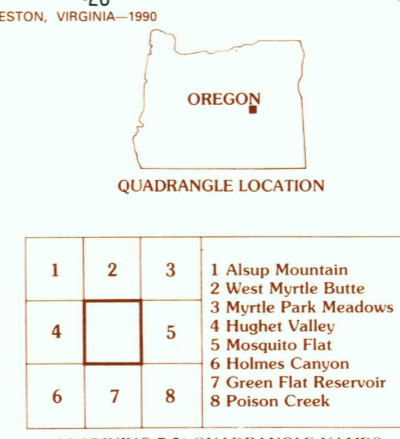 ESTON, VIRGINIA—1990
OREGON
QUADRANGLE LOCATION
1 2 3
4 5
6 7 8
1 Alsup Mountain
2 West Myrtle Butte
3 Myrtle Park Meadows
4 Hughet Valley
5 Mosquito Flat
6 Holmes Canyon
7 Green Flat Reservoir
8 Poison Creek